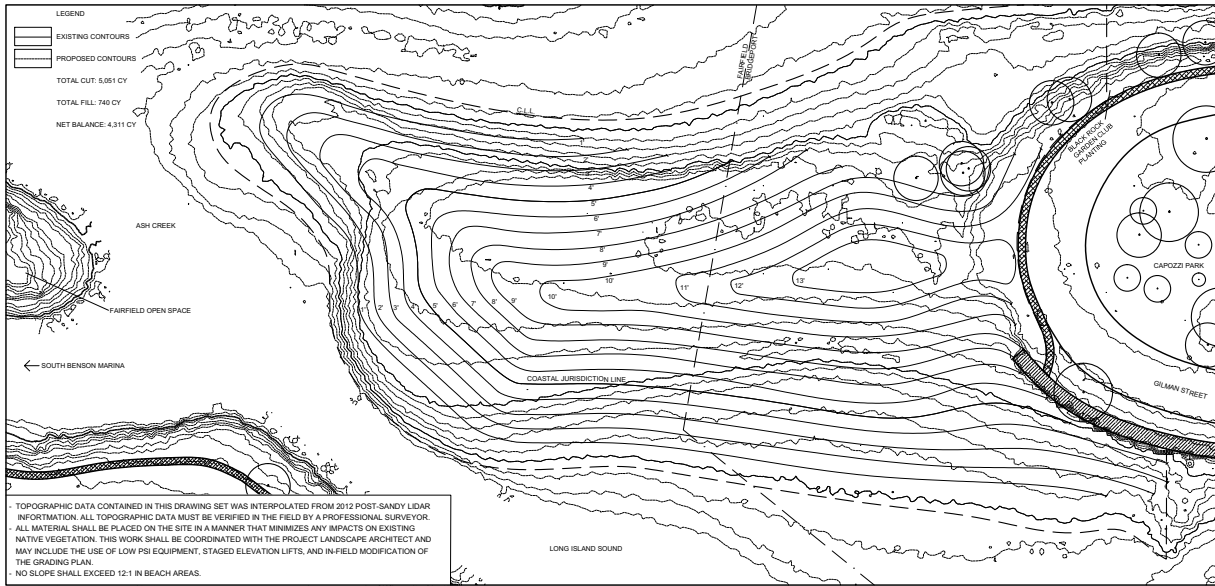 LEGEND
EXISTING CONTOURS
PROPOSED CONTOURS
TOTAL CUT: 5,051 CY
TOTAL FILL: 740 CY
NET BALANCE: 4,311 CY
FAIRFIELD
BRIDGEPORT
C.J.L.
BLACK ROCK
GARDEN CLUB
PLANTING
1'
2'
4'
5'
6'
7'
8'
9'
10'
10'
11'
12'
13'
1'
2'
3'
4'
5'
6'
7'
8'
9'
ASH CREEK
CAPOZZI PARK
FAIRFIELD OPEN SPACE
SOUTH BENSON MARINA
COASTAL JURISDICTION LINE
GILMAN STREET
- TOPOGRAPHIC DATA CONTAINED IN THIS DRAWING SET WAS INTERPOLATED FROM 2012 POST-SANDY LIDAR
INFORTMATION. ALL TOPOGRAPHIC DATA MUST BE VERIFIED IN THE FIELD BY A PROFESSIONAL SURVEYOR.
- ALL MATERIAL SHALL BE PLACED ON THE SITE IN A MANNER THAT MINIMIZES ANY IMPACTS ON EXISTING
NATIVE VEGETATION. THIS WORK SHALL BE COORDINATED WITH THE PROJECT LANDSCAPE ARCHITECT AND
MAY INCLUDE THE USE OF LOW PSI EQUIPMENT, STAGED ELEVATION LIFTS, AND IN-FIELD MODIFICATION OF
THE GRADING PLAN.
- NO SLOPE SHALL EXCEED 12:1 IN BEACH AREAS.
LONG ISLAND SOUND